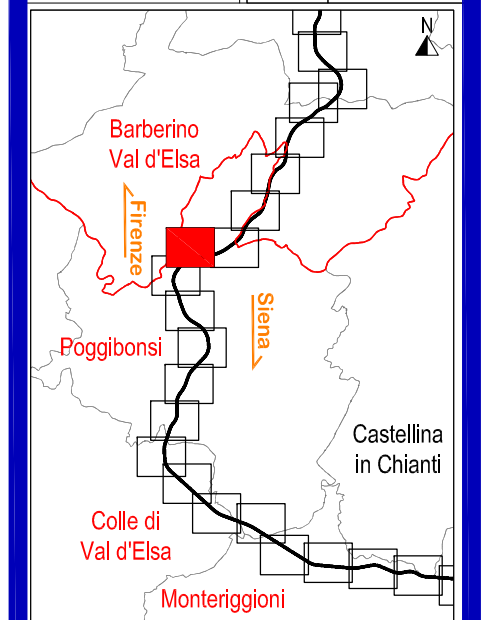 N
Barberino
Val d'Elsa
Firenze
Siena
Poggibonsi
Castellina
in Chianti
Colle di
Val d'Elsa
Monteriggioni